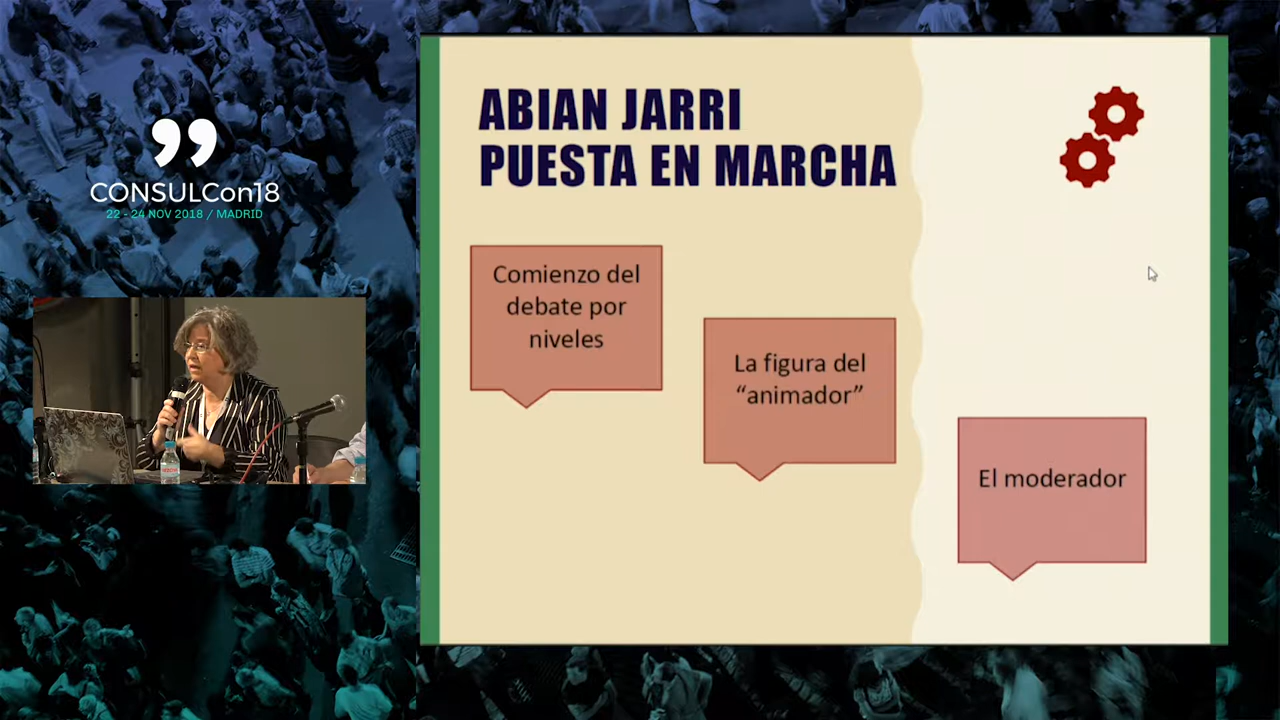 CONSULCon18
22 - 24 NOV 2018 / MADRID
ABIAN JARRI
PUESTA EN MARCHA
Comienzo del
debate por
niveles
La figura del
“animador”
El moderador